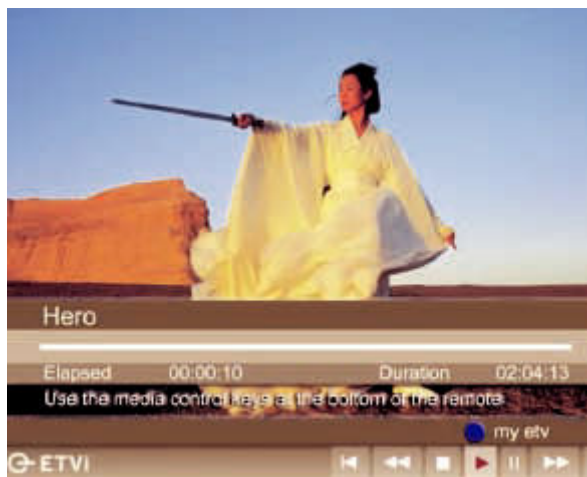 Hero
Elapsed 00:00:10 Duration 02:04:13
Use the media control keys at the bottom of the remote
my etv
ETVi